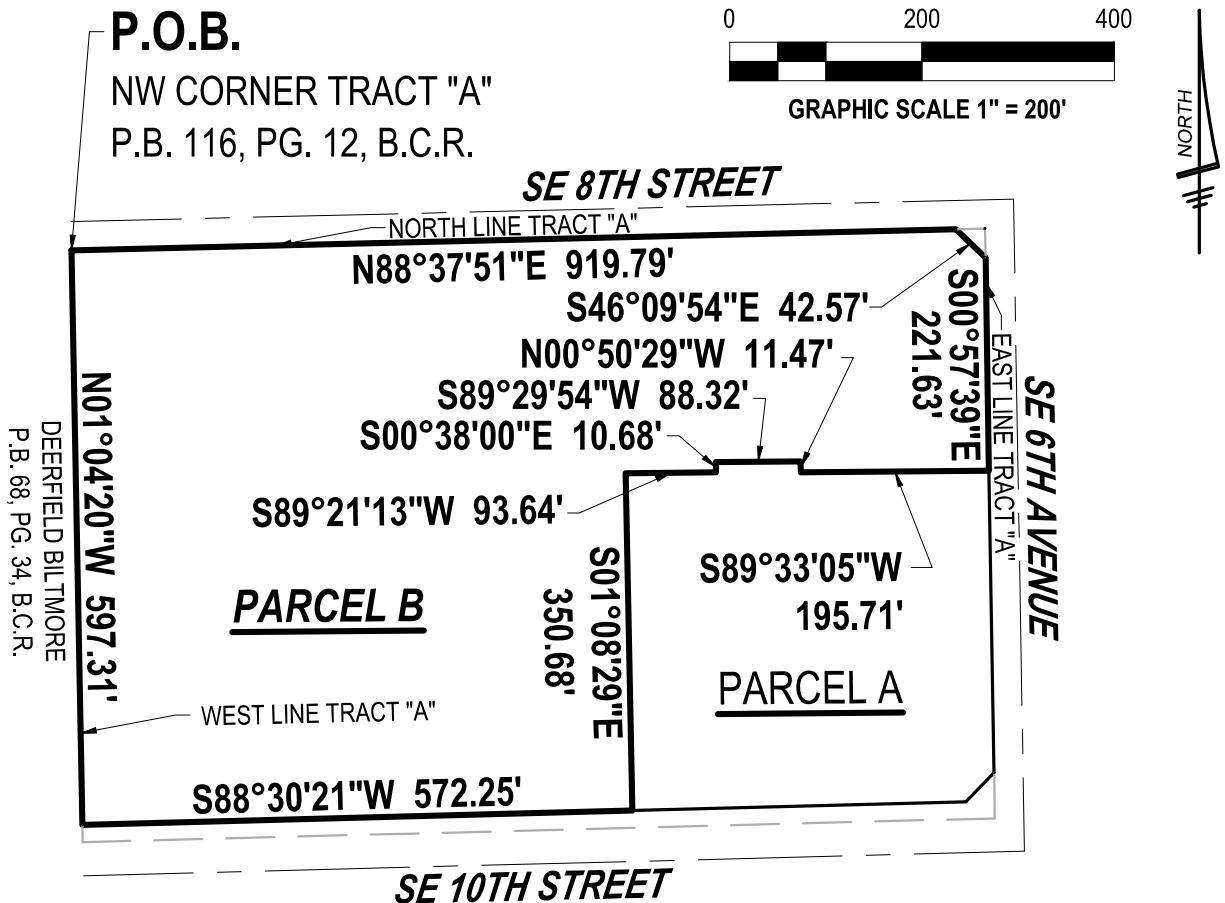 P.O.B.
NW CORNER TRACT "A"
P.B. 116, PG. 12, B.C.R.
0 200 400
GRAPHIC SCALE 1" = 200'
NORTH
SE 8TH STREET
NORTH LINE TRACT "A"
N88°37'51"E 919.79'
S46°09'54"E 42.57'
N00°50'29"W 11.47'
S89°29'54"W 88.32'
S00°38'00"E 10.68'
S89°21'13"W 93.64'
S00°57'39"E
221.63'
EAST LINE TRACT "A"
SE 6TH AVENUE
N01°04'20"W 597.31'
DEERFIELD BILTMORE
P.B. 68, PG. 34, B.C.R.
PARCEL B
S01°08'29"E
350.68'
S89°33'05"W
195.71'
PARCEL A
WEST LINE TRACT "A"
S88°30'21"W 572.25'
SE 10TH STREET